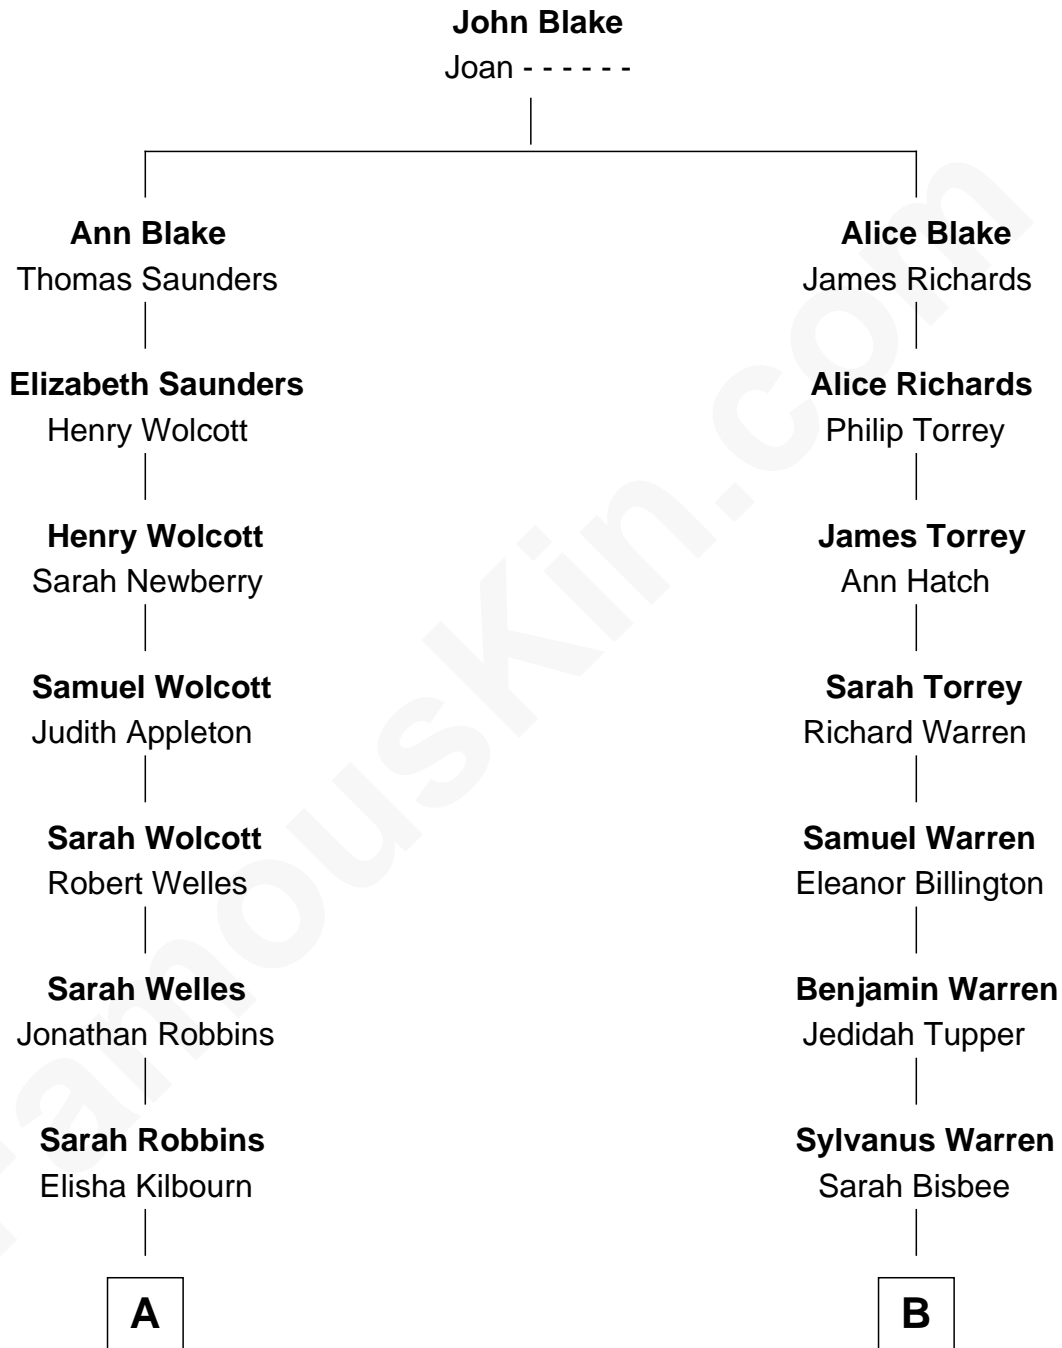 John Blake
Joan - - - - - -
Ann Blake
Thomas Saunders
Alice Blake
James Richards
Elizabeth Saunders
Henry Wolcott
Alice Richards
Philip Torrey
Henry Wolcott
Sarah Newberry
James Torrey
Ann Hatch
Samuel Wolcott
Judith Appleton
Sarah Torrey
Richard Warren
Sarah Wolcott
Robert Welles
Samuel Warren
Eleanor Billington
Sarah Welles
Jonathan Robbins
Benjamin Warren
Jedidah Tupper
Sarah Robbins
Elisha Kilbourn
Sylvanus Warren
Sarah Bisbee
A
B
FamousKin.com